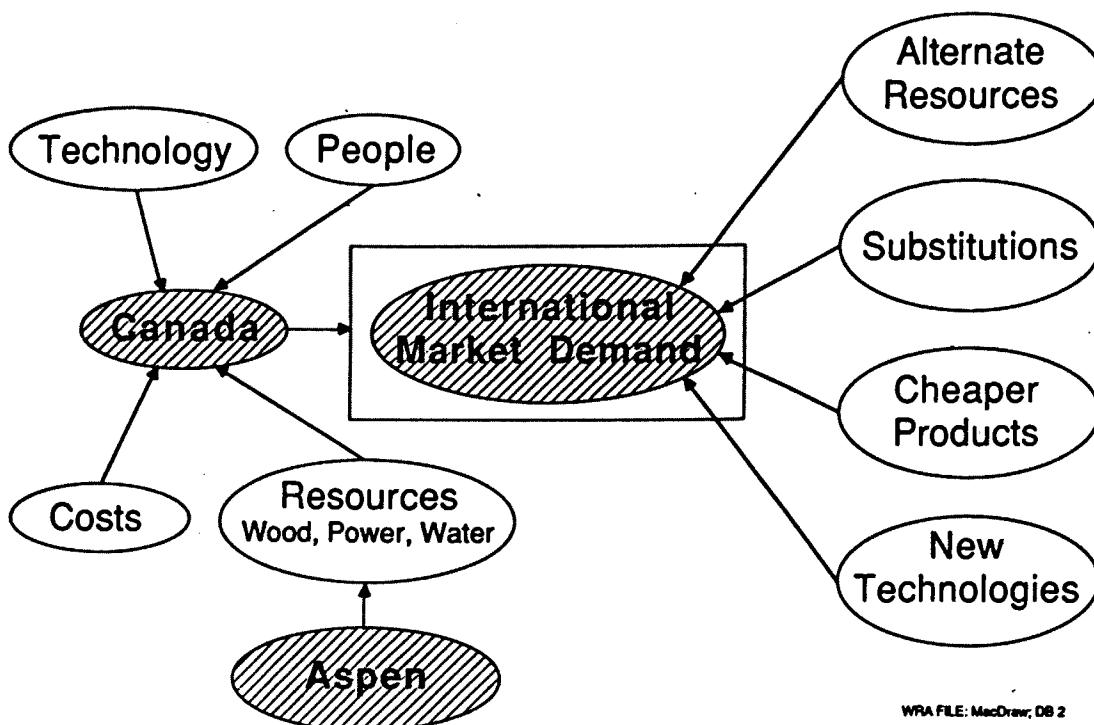 Alternate
Resources
Technology
People
Substitutions
International
Market Demand
Canada
Cheaper
Products
Resources
Wood, Power, Water
Costs
New
Technologies
Aspen
WRA FILE: MacDraw; DB 2